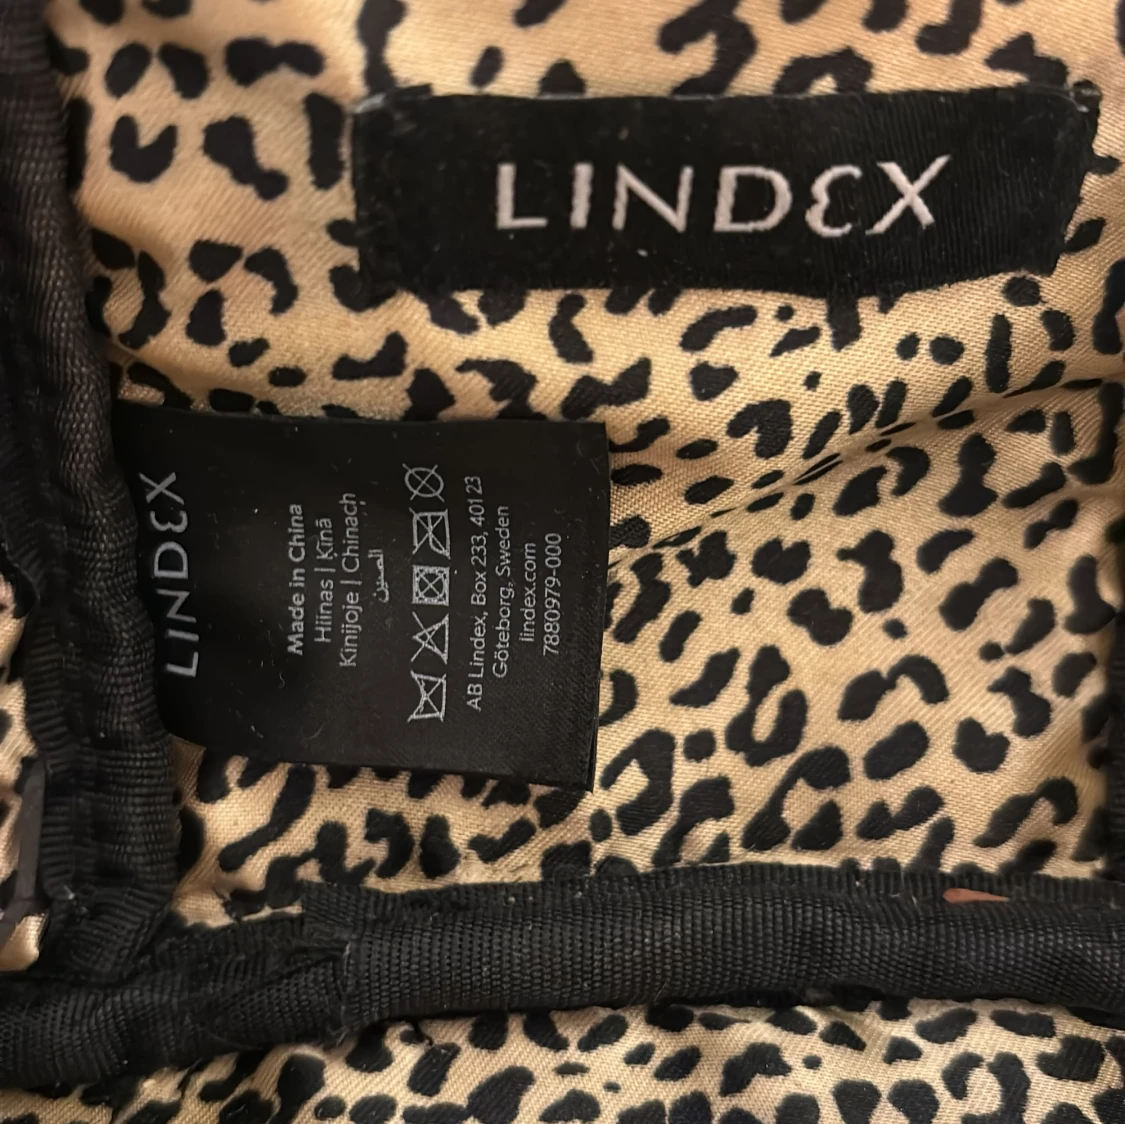 LINDEX
LINDEX
Made in China
Hiinas | Ķīnā
Kinijoje | Chinach
الصين
AB Lindex, Box 233, 401 23
Göteborg, Sweden
lindex.com
7880979-000